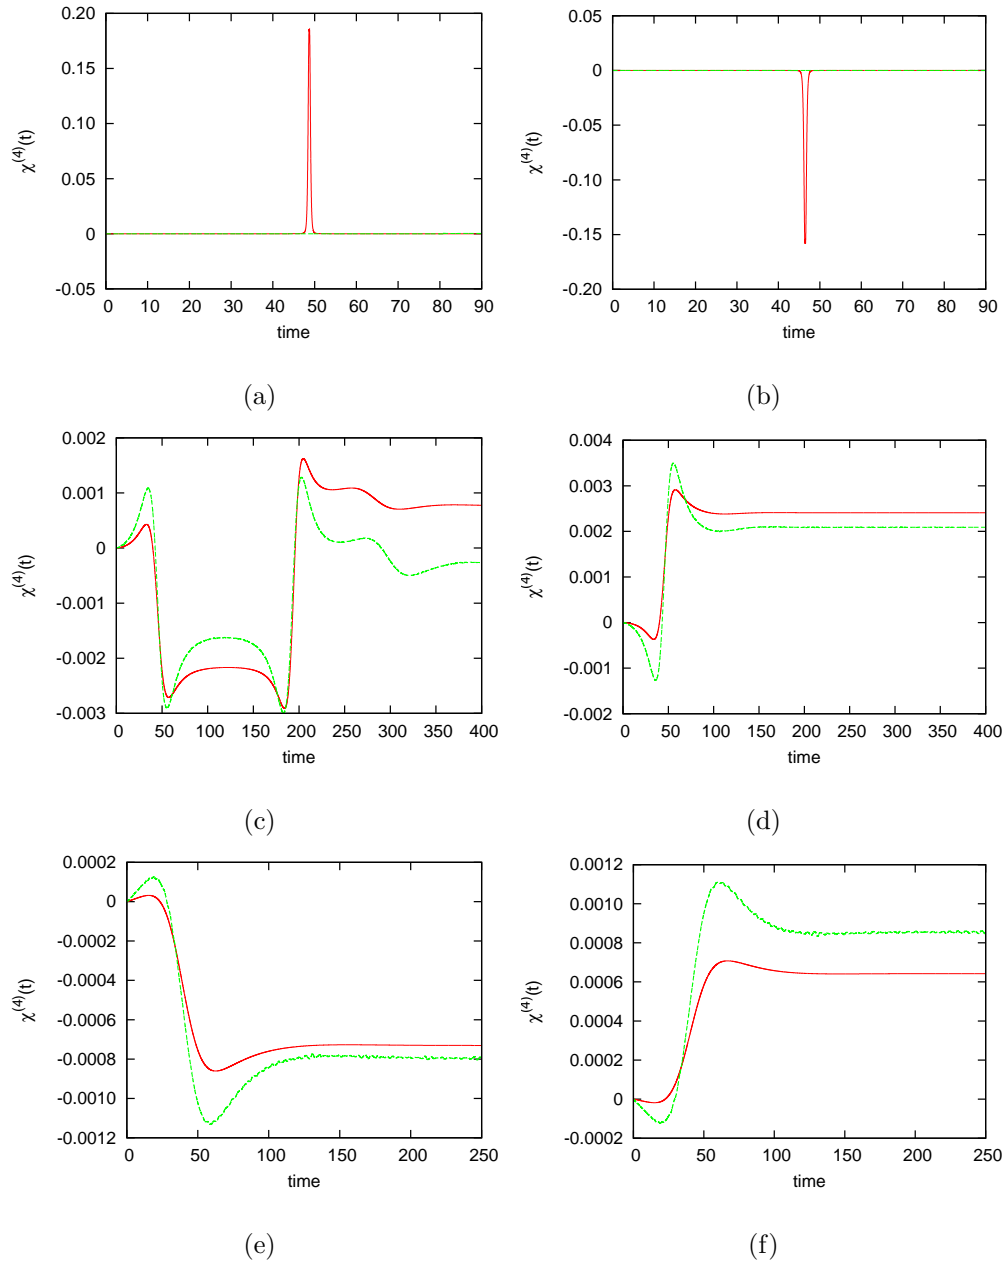 0.20
0.15
0.10
0.05
0
-0.05
χ(4)(t)
0 10 20 30 40 50 60 70 80 90
time
(a)
0.05
0
-0.05
-0.10
-0.15
-0.20
χ(4)(t)
0 10 20 30 40 50 60 70 80 90
time
(b)
0.002
0.001
0
-0.001
-0.002
-0.003
χ(4)(t)
0 50 100 150 200 250 300 350 400
time
(c)
0.004
0.003
0.002
0.001
0
-0.001
-0.002
χ(4)(t)
0 50 100 150 200 250 300 350 400
time
(d)
0.0002
0
-0.0002
-0.0004
-0.0006
-0.0008
-0.0010
-0.0012
χ(4)(t)
0 50 100 150 200 250
time
(e)
0.0012
0.0010
0.0008
0.0006
0.0004
0.0002
0
-0.0002
χ(4)(t)
0 50 100 150 200 250
time
(f)